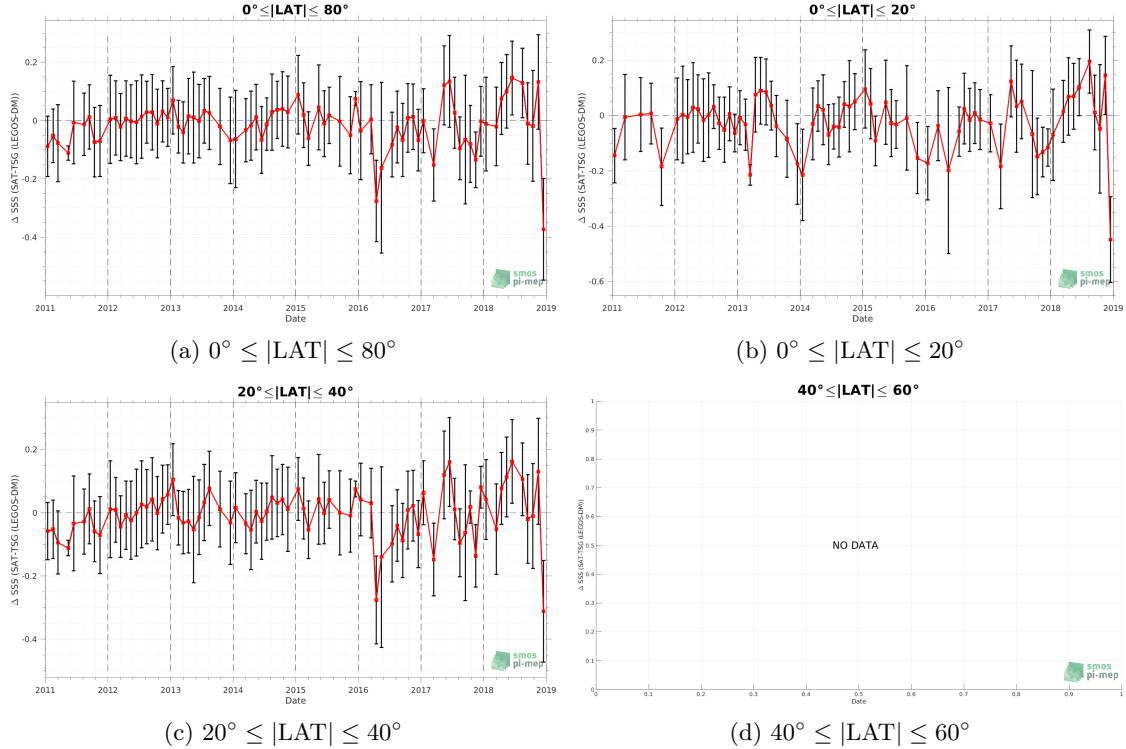 0°≤|LAT|≤ 80°
Δ SSS (SAT-TSG (LEGOS-DM))
0.2
0
-0.2
-0.4
smos
pi-mep
2011 2012 2013 2014 2015 2016 2017 2018 2019
Date
(a) 0° ≤ |LAT| ≤ 80°
0°≤|LAT|≤ 20°
Δ SSS (SAT-TSG (LEGOS-DM))
0.2
0
-0.2
-0.4
-0.6
smos
pi-mep
2011 2012 2013 2014 2015 2016 2017 2018 2019
Date
(b) 0° ≤ |LAT| ≤ 20°
20°≤|LAT|≤ 40°
Δ SSS (SAT-TSG (LEGOS-DM))
0.2
0
-0.2
-0.4
smos
pi-mep
2011 2012 2013 2014 2015 2016 2017 2018 2019
Date
(c) 20° ≤ |LAT| ≤ 40°
40°≤|LAT|≤ 60°
Δ SSS (SAT-TSG (LEGOS-DM))
1
0.9
0.8
0.7
0.6
0.5
0.4
0.3
0.2
0.1
0
NO DATA
smos
pi-mep
0 0.1 0.2 0.3 0.4 0.5 0.6 0.7 0.8 0.9 1
Date
(d) 40° ≤ |LAT| ≤ 60°